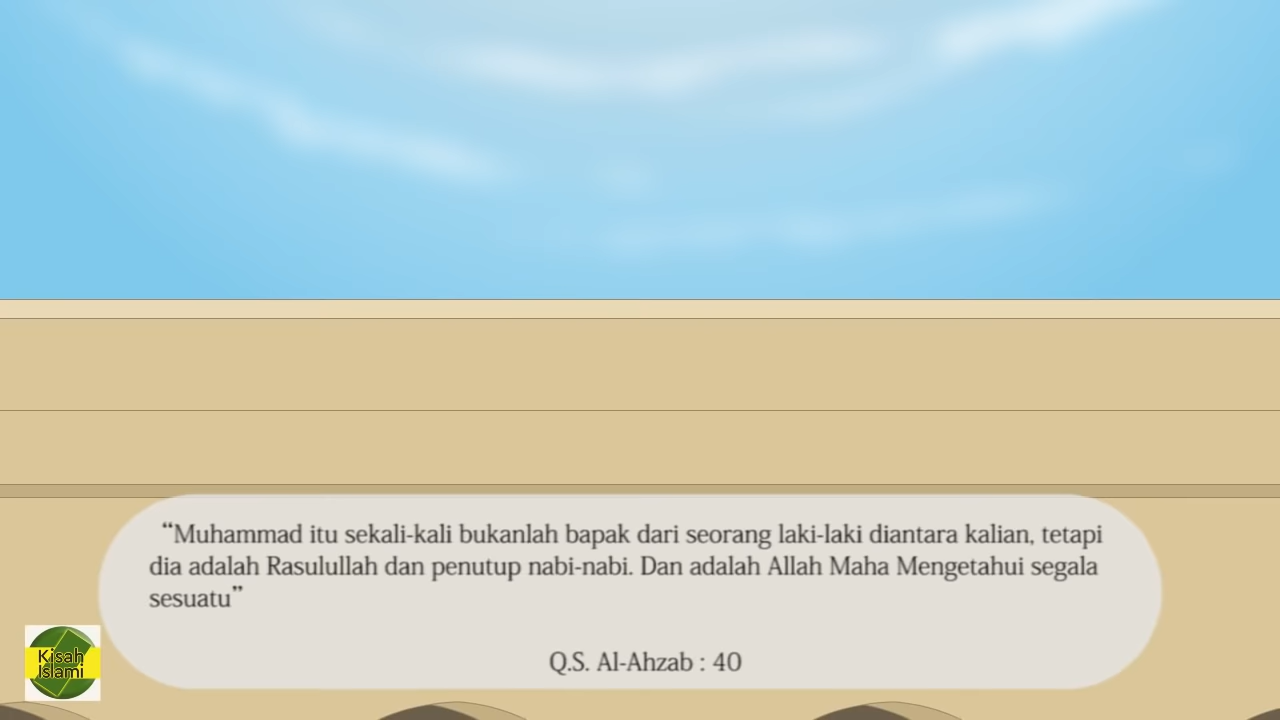 “Muhammad itu sekali-kali bukanlah bapak dari seorang laki-laki diantara kalian, tetapi
dia adalah Rasulullah dan penutup nabi-nabi. Dan adalah Allah Maha Mengetahui segala
sesuatu”
Q.S. Al-Ahzab : 40
Kisah
Islami